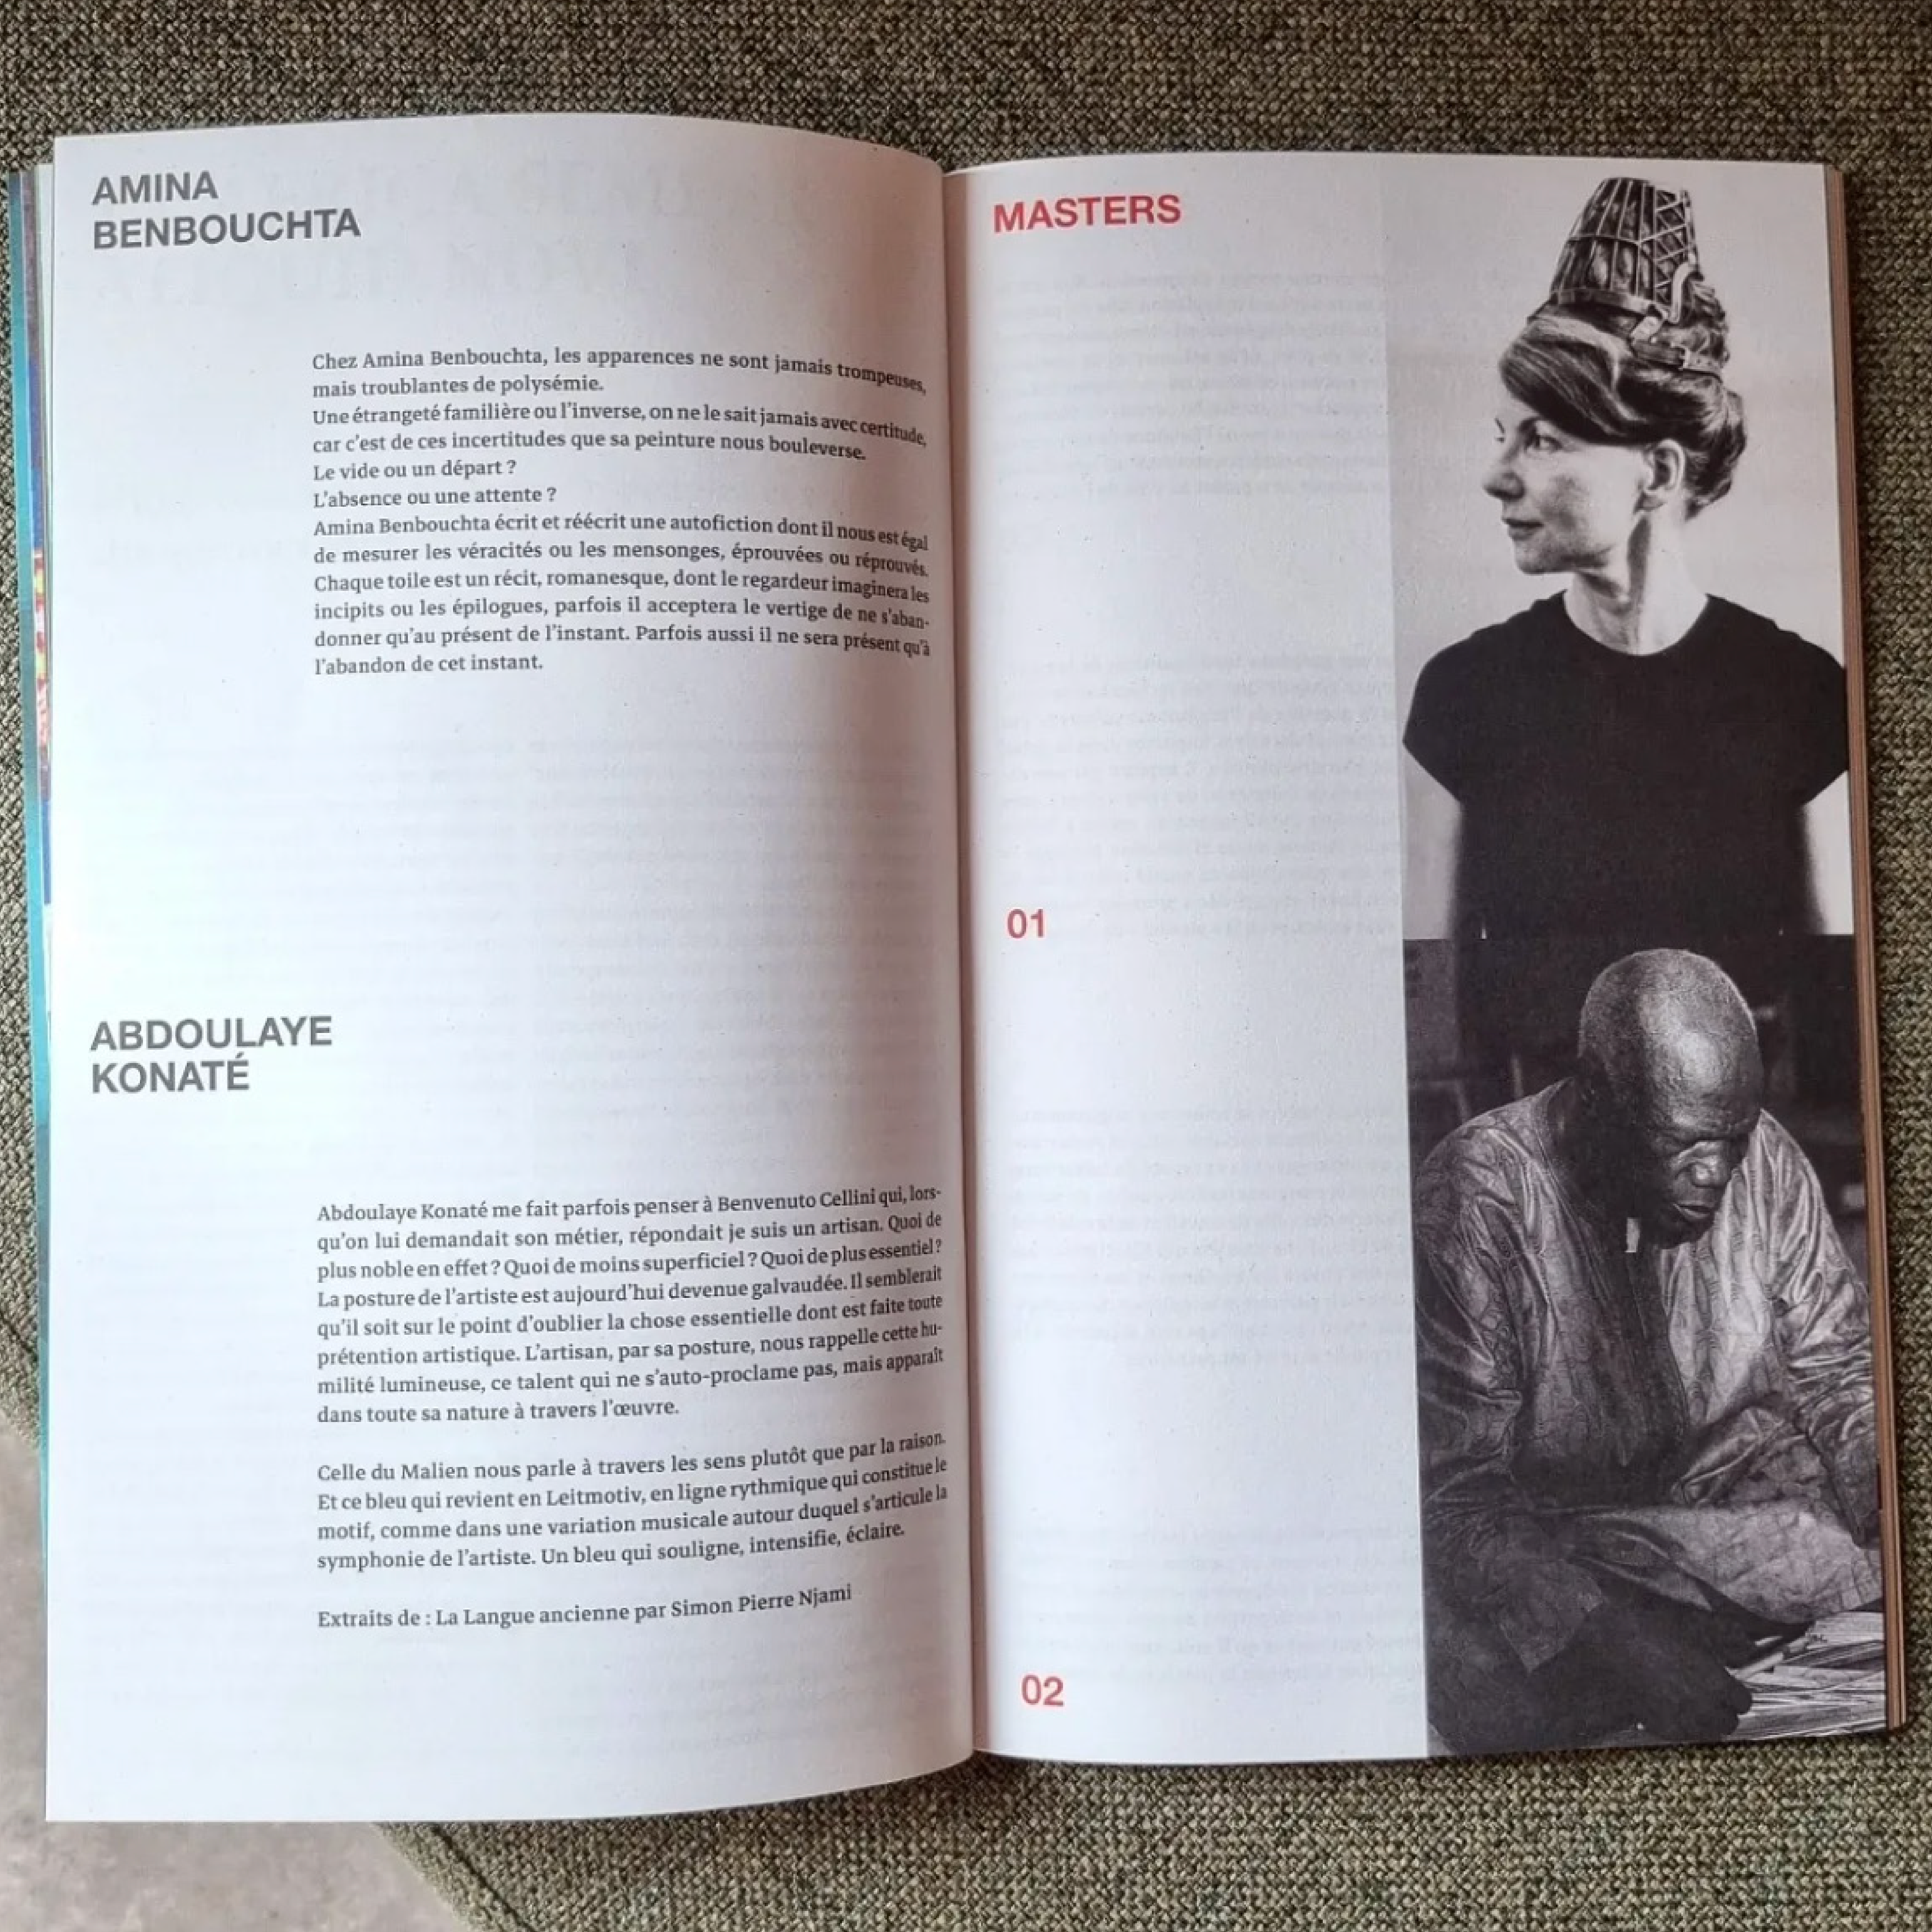 AMINA
BENBOUCHTA
Chez Amina Benbouchta, les apparences ne sont jamais trompeuses,
mais troublantes de polysémie.
Une étrangeté familière ou l'inverse, on ne le sait jamais avec certitude,
car c'est de ces incertitudes que sa peinture nous bouleverse.
Le vide ou un départ ?
L'absence ou une attente ?
Amina Benbouchta écrit et réécrit une autofiction dont il nous est égal
de mesurer les véracités ou les mensonges, éprouvées ou réprouvés.
Chaque toile est un récit, romanesque, dont le regardeur imaginera les
incipits ou les épilogues, parfois il acceptera le vertige de ne s'aban-
donner qu'au présent de l'instant. Parfois aussi il ne sera présent qu'à
l'abandon de cet instant.
ABDOULAYE
KONATÉ
Abdoulaye Konaté me fait parfois penser à Benvenuto Cellini qui, lors-
qu'on lui demandait son métier, répondait je suis un artisan. Quoi de
plus noble en effet ? Quoi de moins superficiel ? Quoi de plus essentiel ?
La posture de l'artiste est aujourd'hui devenue galvaudée. Il semblerait
qu'il soit sur le point d'oublier la chose essentielle dont est faite toute
prétention artistique. L'artisan, par sa posture, nous rappelle cette hu-
milité lumineuse, ce talent qui ne s'auto-proclame pas, mais apparaît
dans toute sa nature à travers l'œuvre.
Celle du Malien nous parle à travers les sens plutôt que par la raison.
Et ce bleu qui revient en Leitmotiv, en ligne rythmique qui constitue le
motif, comme dans une variation musicale autour duquel s'articule la
symphonie de l'artiste. Un bleu qui souligne, intensifie, éclaire.
Extraits de : La Langue ancienne par Simon Pierre Njami
MASTERS
01
02